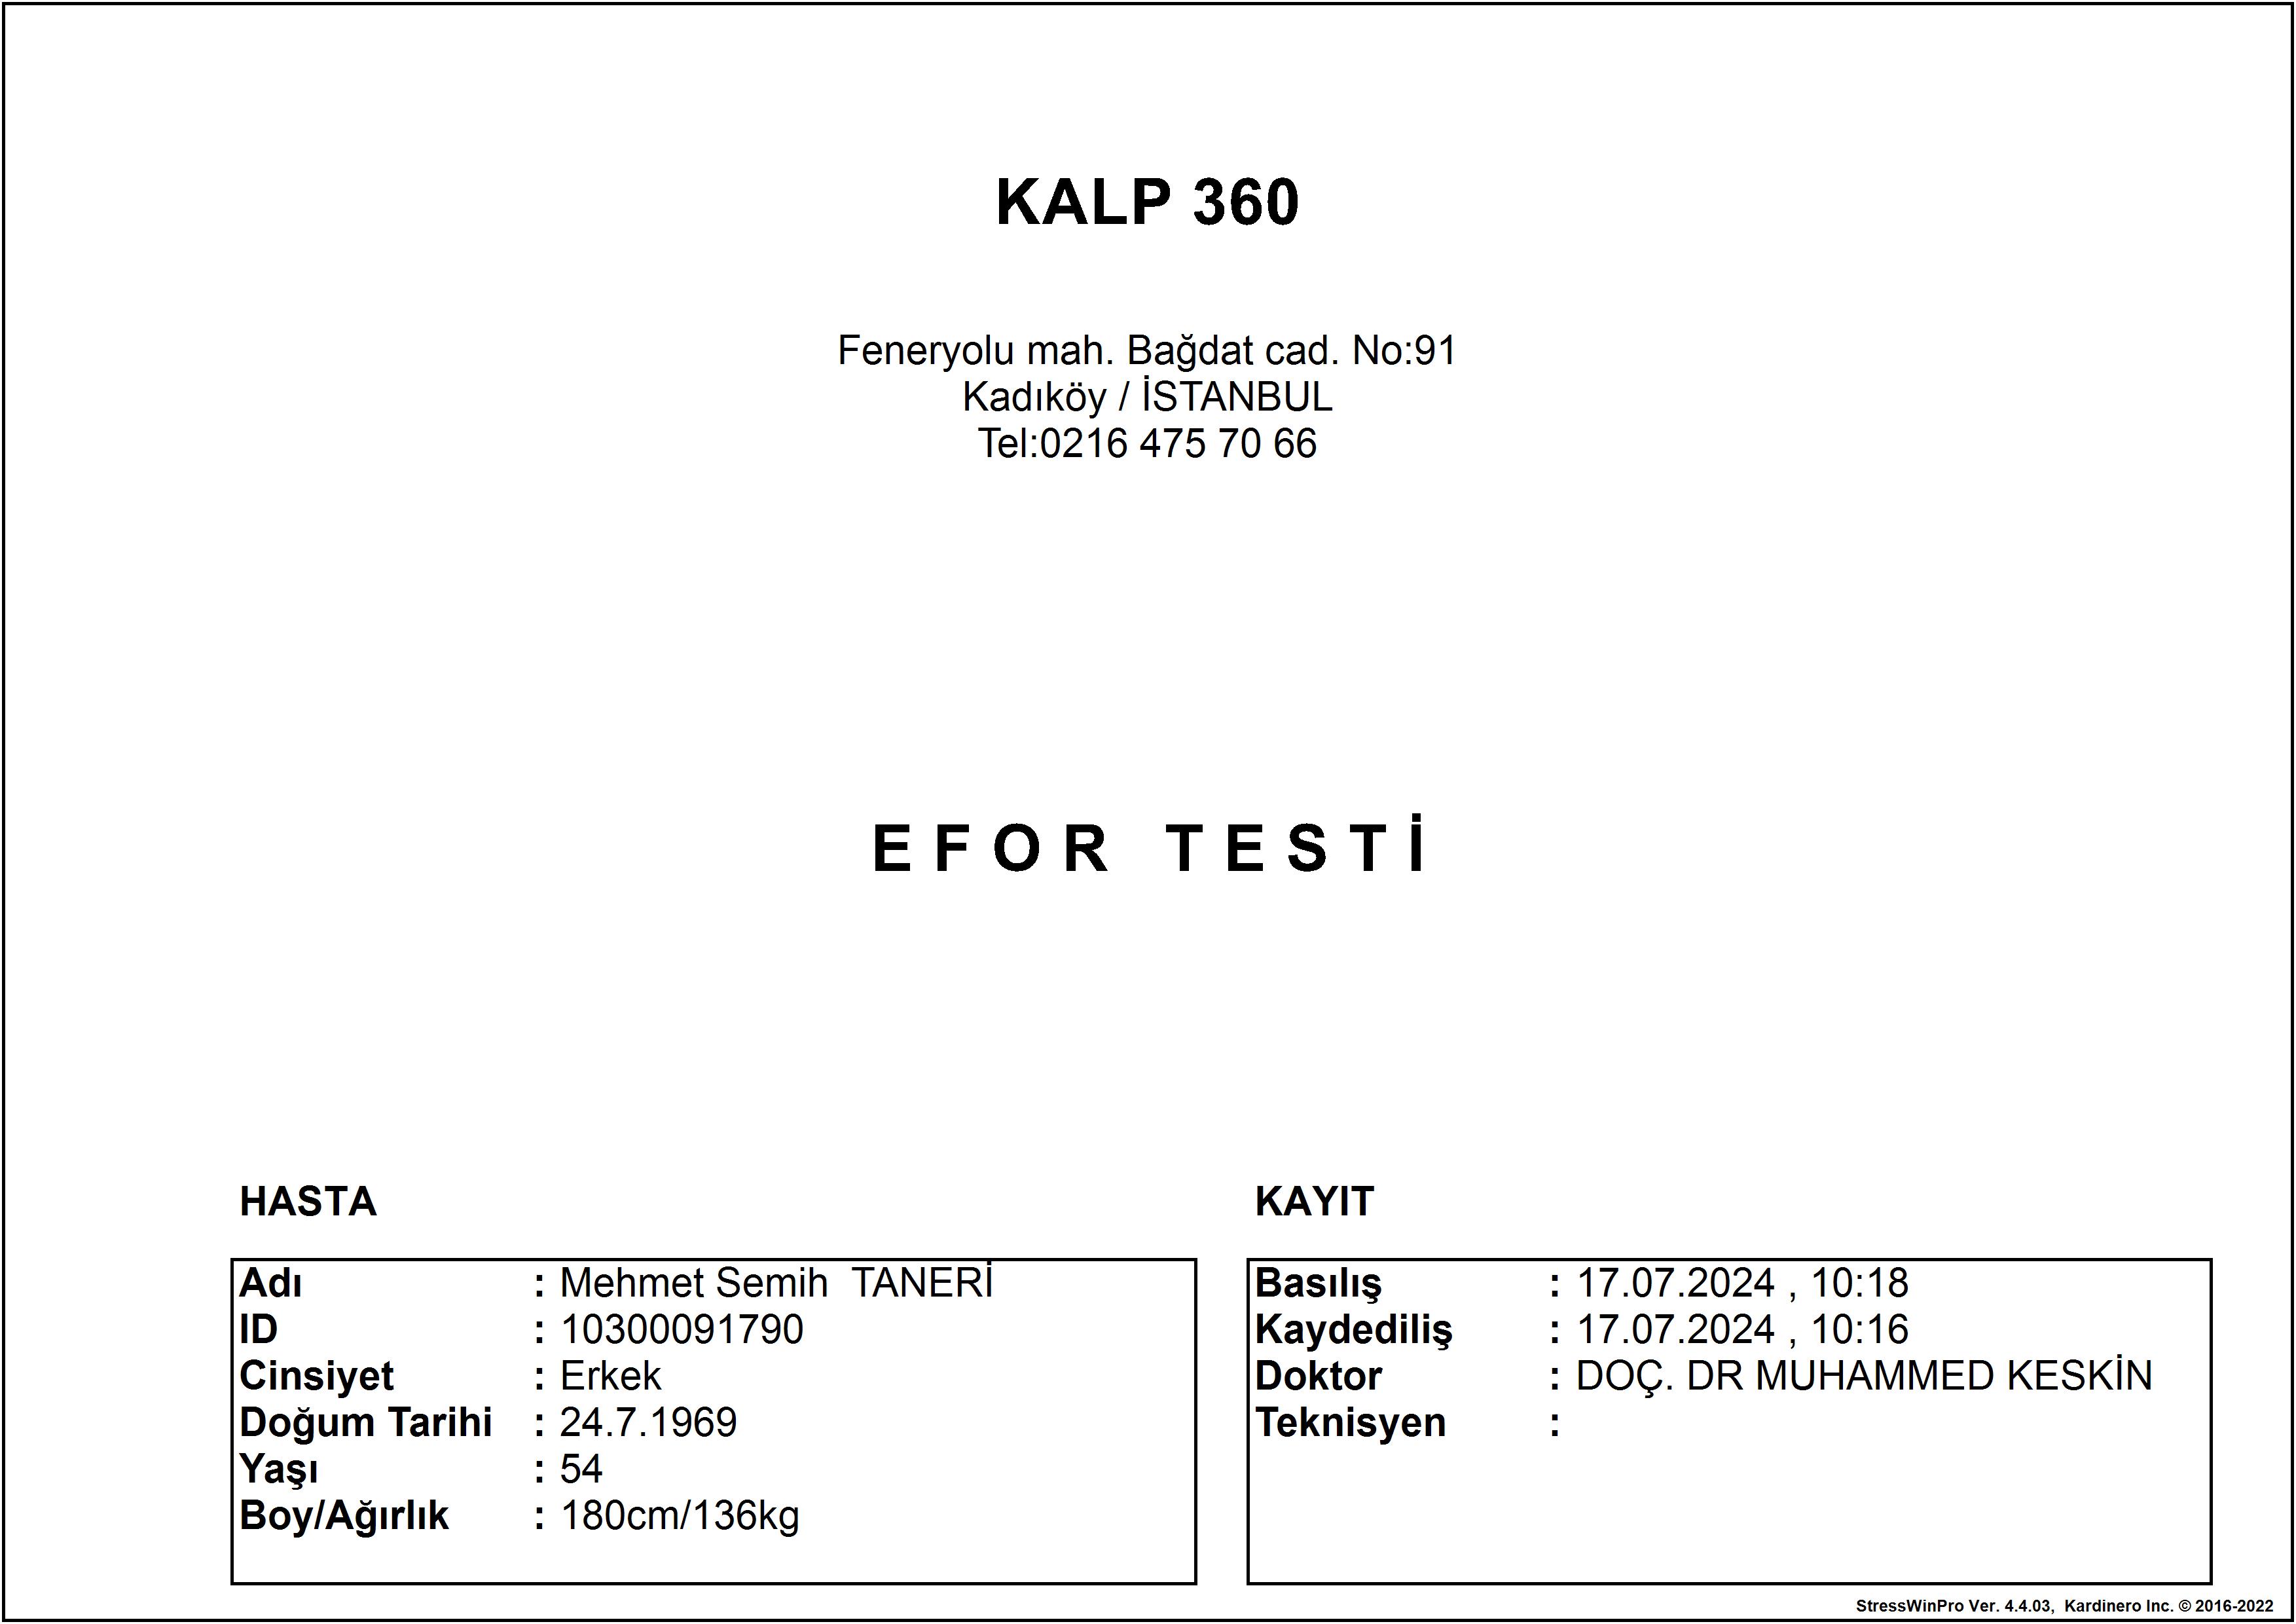 KALP 360
Feneryolu mah. Bağdat cad. No:91
Kadıköy / İSTANBUL
Tel:0216 475 70 66
EFOR TESTİ
HASTA
Adı : Mehmet Semih TANERİ
ID : 10300091790
Cinsiyet : Erkek
Doğum Tarihi : 24.7.1969
Yaşı : 54
Boy/Ağırlık : 180cm/136kg
KAYIT
Basılış : 17.07.2024 , 10:18
Kaydediliş : 17.07.2024 , 10:16
Doktor : DOÇ. DR MUHAMMED KESKİN
Teknisyen :
StressWinPro Ver. 4.4.03, Kardinero Inc. © 2016-2022